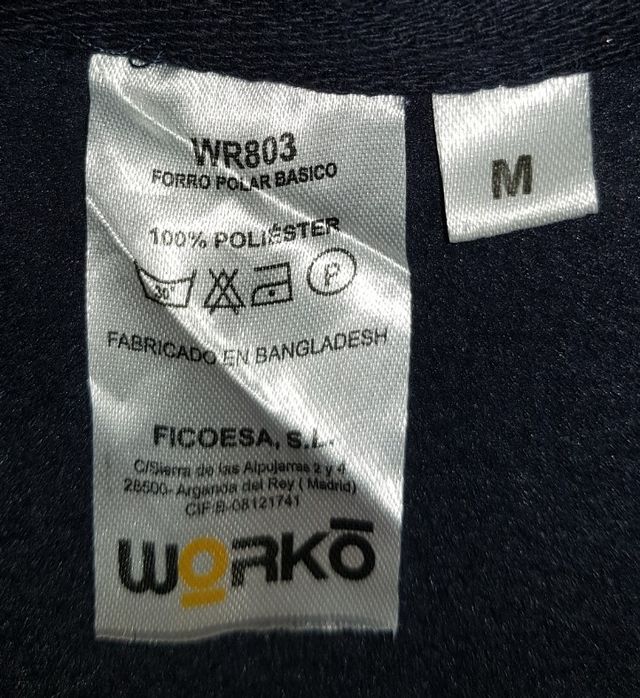 WR803
FORRO POLAR BASICO
100% POLIÉSTER
30°
P
FABRICADO EN BANGLADESH
FICOESA, S.L.
C/Sierra de las Alpujarras 2 y 4
28500- Arganda del Rey ( Madrid)
CIF:B-08121741
WORKŌ
M